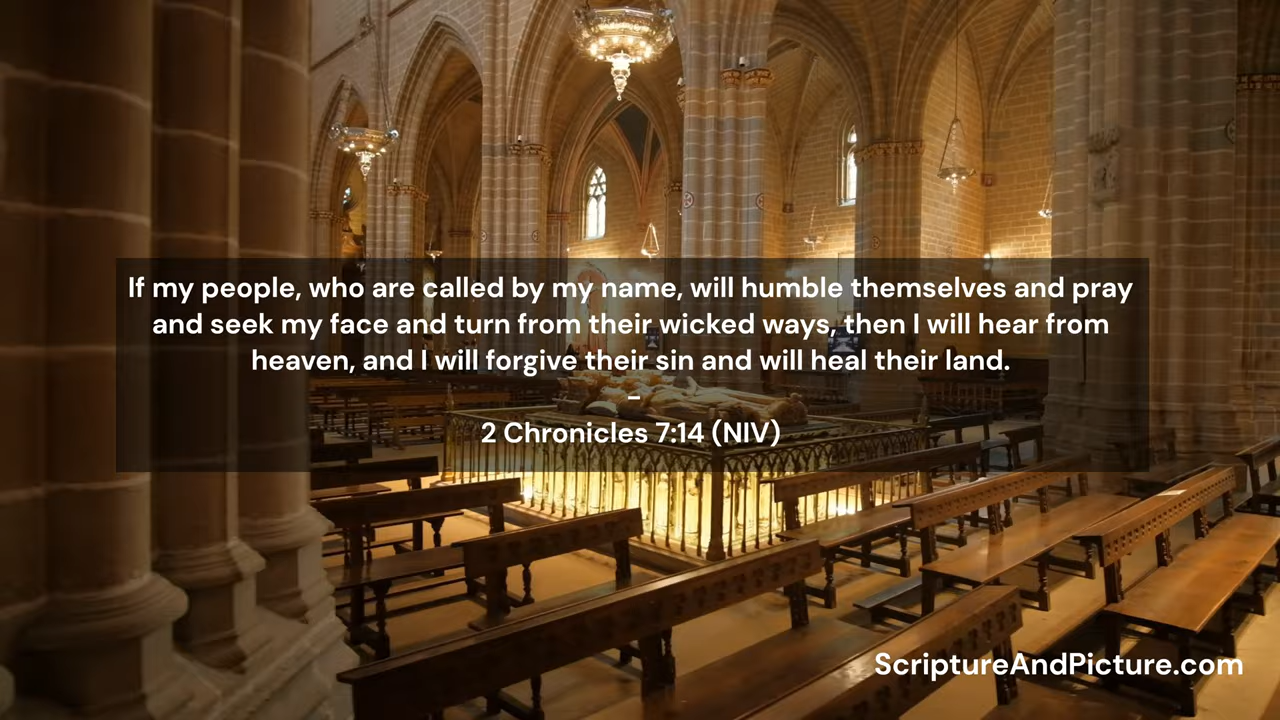 If my people, who are called by my name, will humble themselves and pray
and seek my face and turn from their wicked ways, then I will hear from
heaven, and I will forgive their sin and will heal their land.
–
2 Chronicles 7:14 (NIV)
ScriptureAndPicture.com